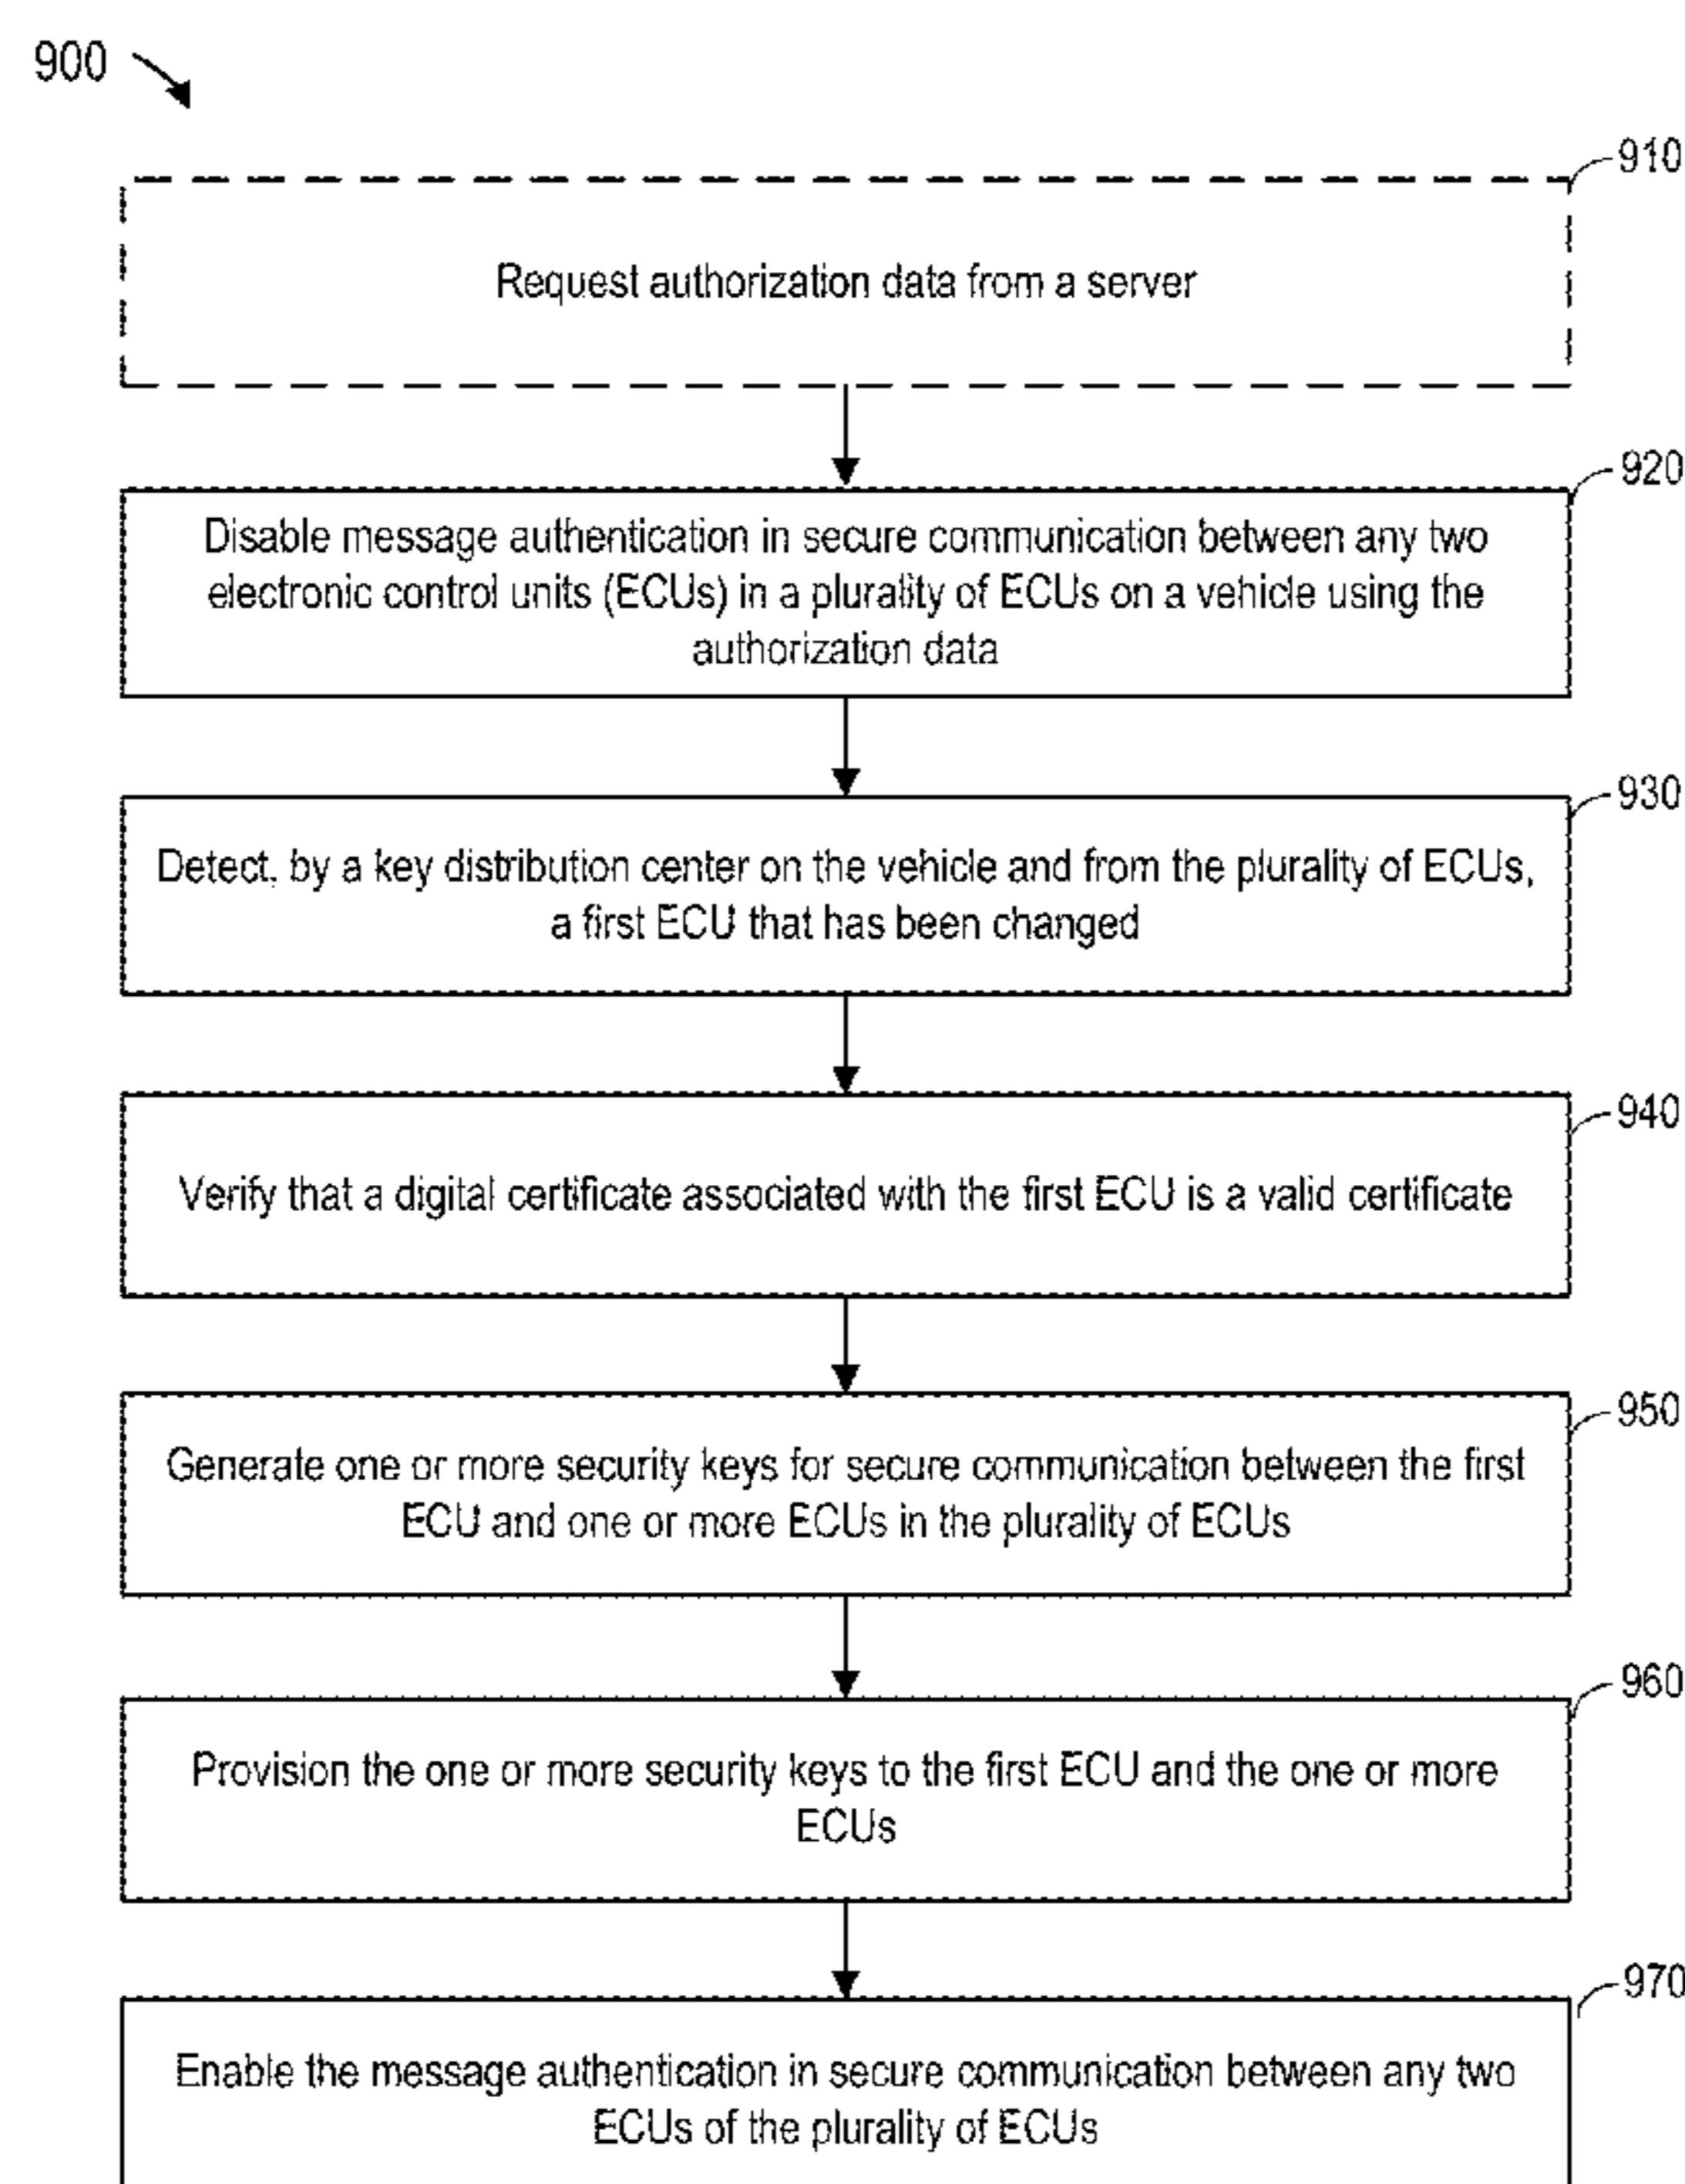 900
910
Request authorization data from a server
920
Disable message authentication in secure communication between any two
electronic control units (ECUs) in a plurality of ECUs on a vehicle using the
authorization data
930
Detect, by a key distribution center on the vehicle and from the plurality of ECUs,
a first ECU that has been changed
940
Verify that a digital certificate associated with the first ECU is a valid certificate
950
Generate one or more security keys for secure communication between the first
ECU and one or more ECUs in the plurality of ECUs
960
Provision the one or more security keys to the first ECU and the one or more
ECUs
970
Enable the message authentication in secure communication between any two
ECUs of the plurality of ECUs